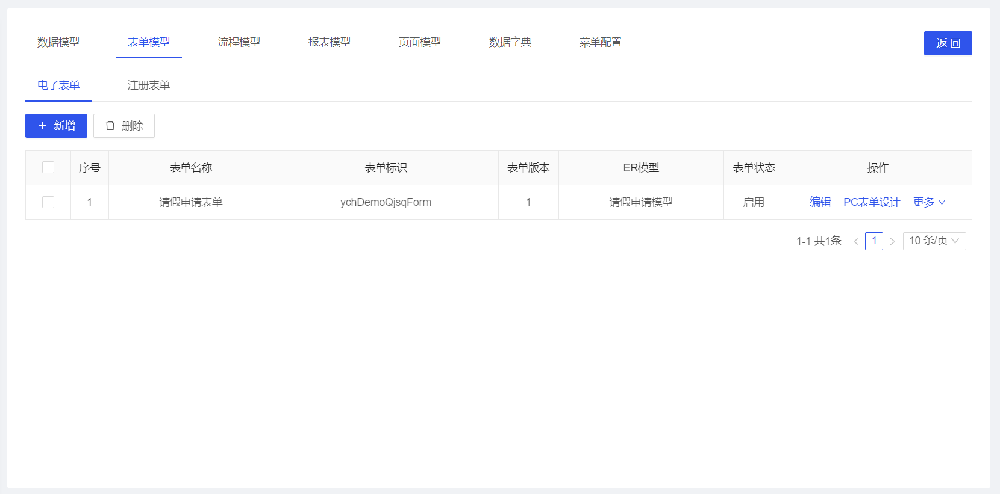 数据模型 表单模型 流程模型 报表模型 页面模型 数据字典 菜单配置 返 回
电子表单 注册表单
新增 删除
序号 表单名称 表单标识 表单版本 ER模型 表单状态 操作
1 请假申请表单 ychDemoQjsqForm 1 请假申请模型 启用 编辑 PC表单设计 更多
1-1 共1条 < 1 > 10 条/页